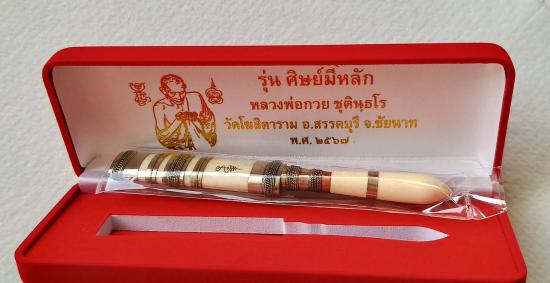 รุ่น ศิษย์มีหลัก
หลวงพ่อกวย ชุตินฺธโร
วัดโฆสิตาราม อ.สรรคบุรี จ.ชัยนาท
พ.ศ. ๒๕๖๗